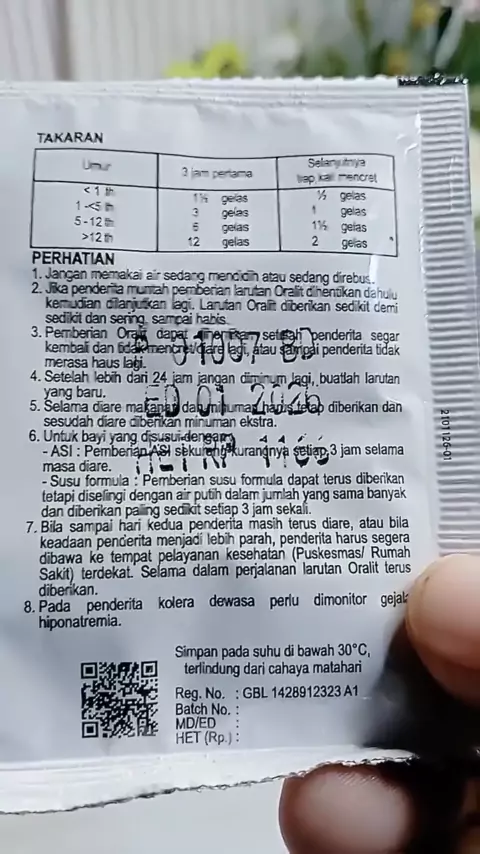 TAKARAN
Umur 3 jam pertama Selanjutnya
tiap kali mencret
< 1 th 1½ gelas ½ gelas
1 -<5 th 3 gelas 1 gelas
5 - 12 th 6 gelas 1½ gelas
>12 th 12 gelas 2 gelas
PERHATIAN
1. Jangan memakai air sedang mendidih atau sedang direbus.
2. Jika penderita muntah pemberian larutan Oralit dihentikan dahulu
kemudian dilanjutkan lagi. Larutan Oralit diberikan sedikit demi
sedikit dan sering, sampai habis.
3. Pemberian Oralit dapat setelah penderita segar
kembali dan tidak mencret/diare lagi, atau sampai penderita tidak
merasa haus lagi.
4. Setelah lebih dari 24 jam jangan diminum lagi, buatlah larutan
yang baru.
ED 01 2026
5. Selama diare makanan dan minuman harus tetap diberikan dan
sesudah diare diberikan minuman ekstra.
6. Untuk bayi yang disusui dengan
- ASI : Pemberian ASI sekurang-kurangnya setiap 3 jam selama
masa diare.
- Susu formula : Pemberian susu formula dapat terus diberikan
tetapi diselingi dengan air putih dalam jumlah yang sama banyak
dan diberikan paling sedikit setiap 3 jam sekali.
7. Bila sampai hari kedua penderita masih terus diare, atau bila
keadaan penderita menjadi lebih parah, penderita harus segera
dibawa ke tempat pelayanan kesehatan (Puskesmas/ Rumah
Sakit) terdekat. Selama dalam perjalanan larutan Oralit terus
diberikan.
8. Pada penderita kolera dewasa perlu dimonitor gejala
hiponatremia.
Simpan pada suhu di bawah 30°C,
terlindung dari cahaya matahari
Reg. No. : GBL 1428912323 A1
Batch No. :
MD/ED :
HET (Rp.) :
2101126-01